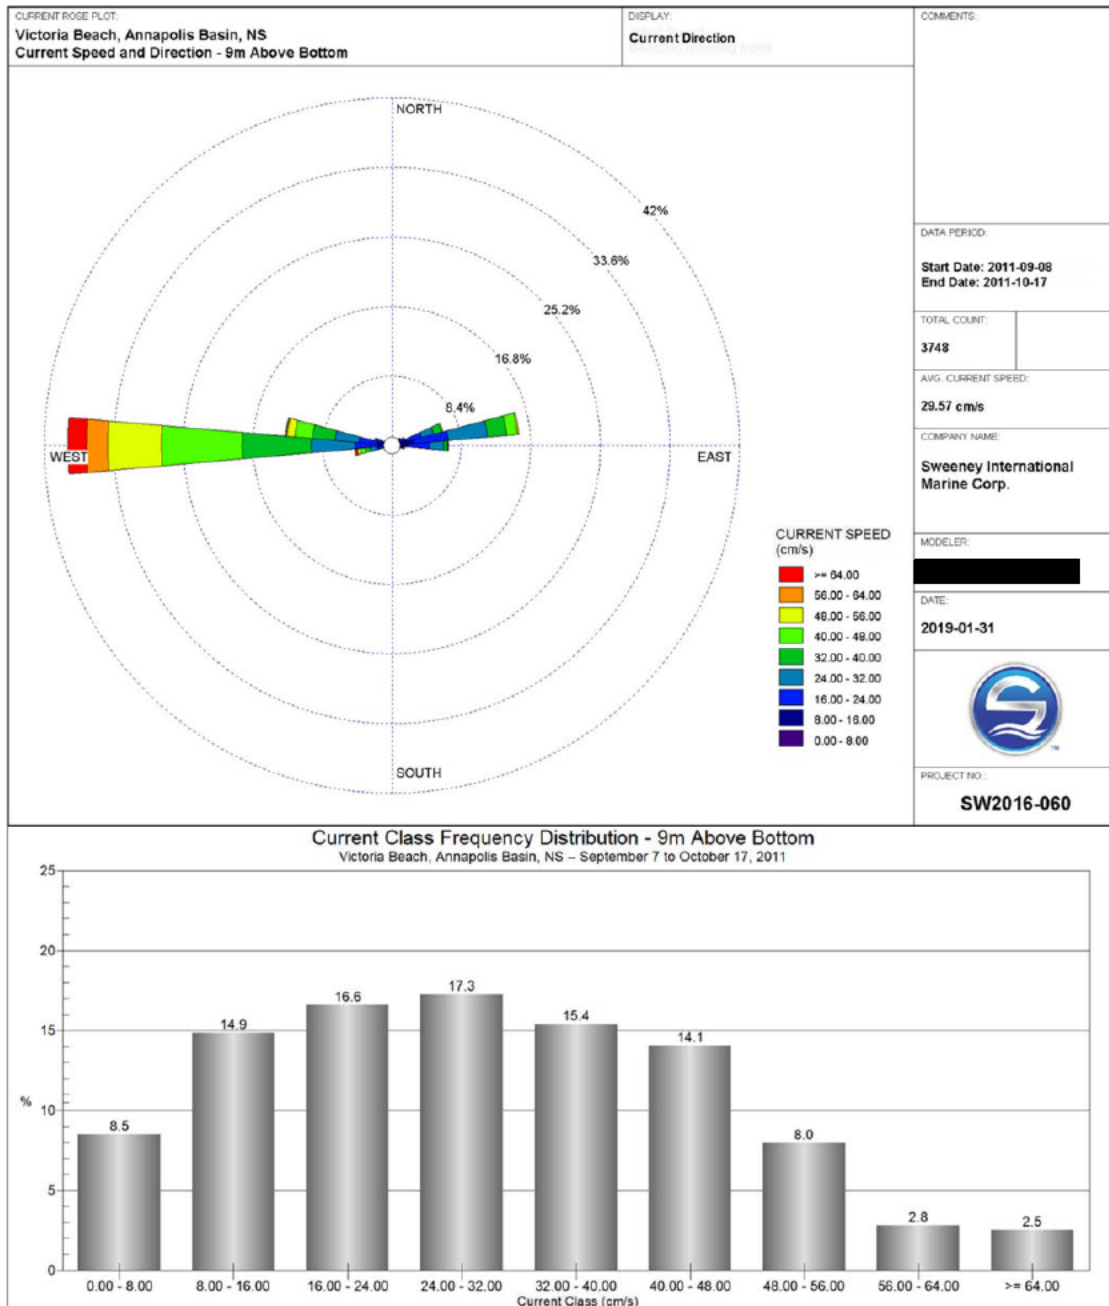 CURRENT ROSE PLOT:
Victoria Beach, Annapolis Basin, NS
Current Speed and Direction - 9m Above Bottom
DISPLAY:
Current Direction
COMMENTS:
NORTH
42%
33.6%
25.2%
16.8%
8.4%
WEST
EAST
SOUTH
CURRENT SPEED
(cm/s)
>= 64.00
56.00 - 64.00
48.00 - 56.00
40.00 - 48.00
32.00 - 40.00
24.00 - 32.00
16.00 - 24.00
8.00 - 16.00
0.00 - 8.00
DATA PERIOD:
Start Date: 2011-09-08
End Date: 2011-10-17
TOTAL COUNT:
3748
AVG. CURRENT SPEED:
29.57 cm/s
COMPANY NAME:
Sweeney International
Marine Corp.
MODELER:
DATE:
2019-01-31
TM
PROJECT NO.:
SW2016-060
Current Class Frequency Distribution - 9m Above Bottom
Victoria Beach, Annapolis Basin, NS – September 7 to October 17, 2011
25
20
15
10
5
0
%
8.5
14.9
16.6
17.3
15.4
14.1
8.0
2.8
2.5
0.00 - 8.00
8.00 - 16.00
16.00 - 24.00
24.00 - 32.00
32.00 - 40.00
40.00 - 48.00
48.00 - 56.00
56.00 - 64.00
>= 64.00
Current Class (cm/s)